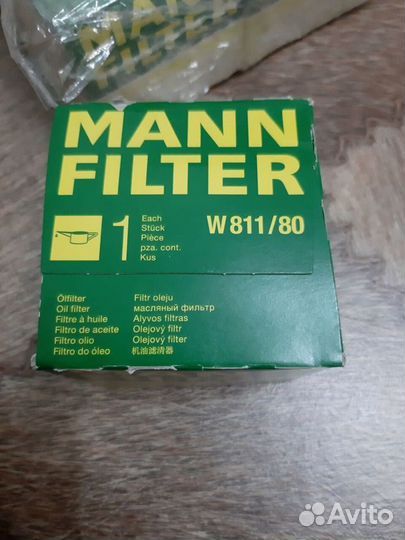 MANN
FILTER
MANN
FILTER
1
Each
Stück
Pièce
pza. cont.
Kus
W 811/80
Ölfilter
Oil filter
Filtre à huile
Filtro de aceite
Filtro olio
Filtro do óleo
Filtr oleju
масляный фильтр
Alyvos filtras
Olejový filtr
Olejový filter
机油滤清器
Avito